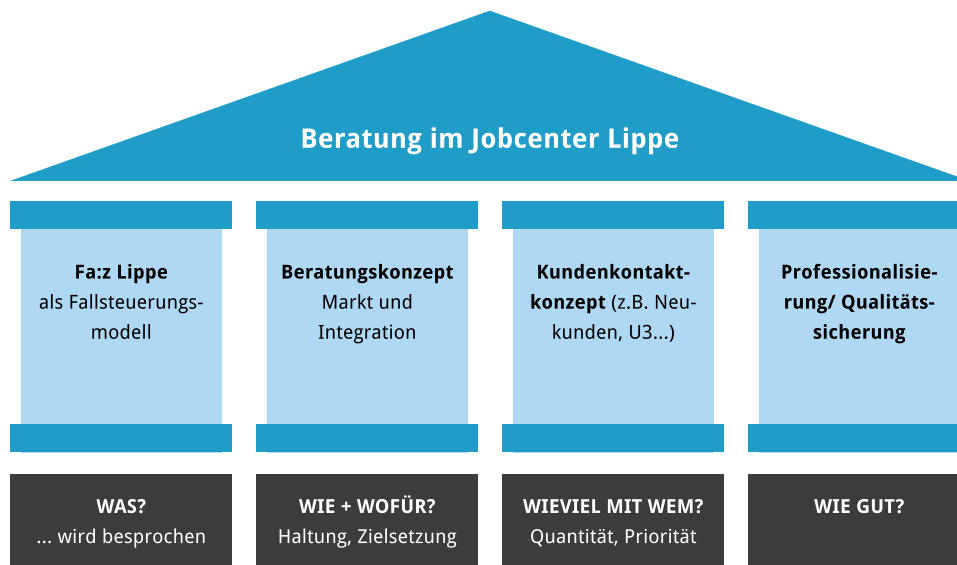 Beratung im Jobcenter Lippe
Fa:z Lippe
als Fallsteuerungs-
modell
Beratungskonzept
Markt und
Integration
Kundenkontakt-
konzept (z.B. Neu-
kunden, U3...)
Professionalisie-
rung/ Qualitäts-
sicherung
WAS?
... wird besprochen
WIE + WOFÜR?
Haltung, Zielsetzung
WIEVIEL MIT WEM?
Quantität, Priorität
WIE GUT?